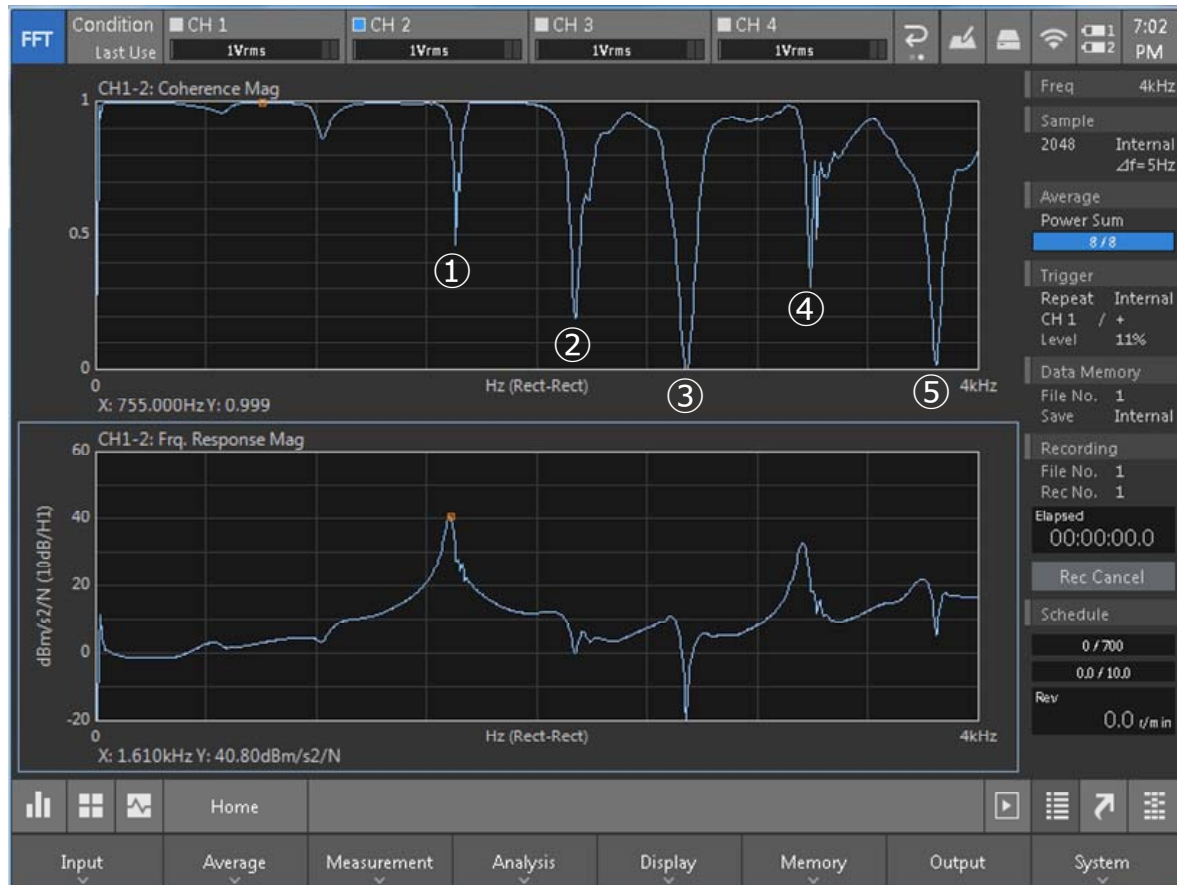 FFT
Condition
Last Use
CH 1
1Vrms
CH 2
1Vrms
CH 3
1Vrms
CH 4
1Vrms
1
2
7:02
PM
CH1-2: Coherence Mag
1
0.5
0
①
②
③
④
⑤
0
Hz (Rect-Rect)
4kHz
X: 755.000Hz Y: 0.999
CH1-2: Frq. Response Mag
dBm/s2/N (10dB/H1)
60
40
20
0
-20
0
Hz (Rect-Rect)
4kHz
X: 1.610kHz Y: 40.80dBm/s2/N
Freq 4kHz
Sample
2048 Internal
⊿f=5Hz
Average
Power Sum
8 / 8
Trigger
Repeat Internal
CH 1 / +
Level 11%
Data Memory
File No. 1
Save Internal
Recording
File No. 1
Rec No. 1
Elapsed
00:00:00.0
Rec Cancel
Schedule
0 / 700
0.0 / 10.0
Rev
0.0 r/min
Home
Input
Average
Measurement
Analysis
Display
Memory
Output
System